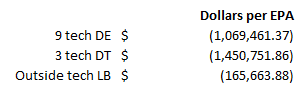 Dollars per EPA
9 tech DE $ (1,069,461.37)
3 tech DT $ (1,450,751.86)
Outside tech LB $ (165,663.88)